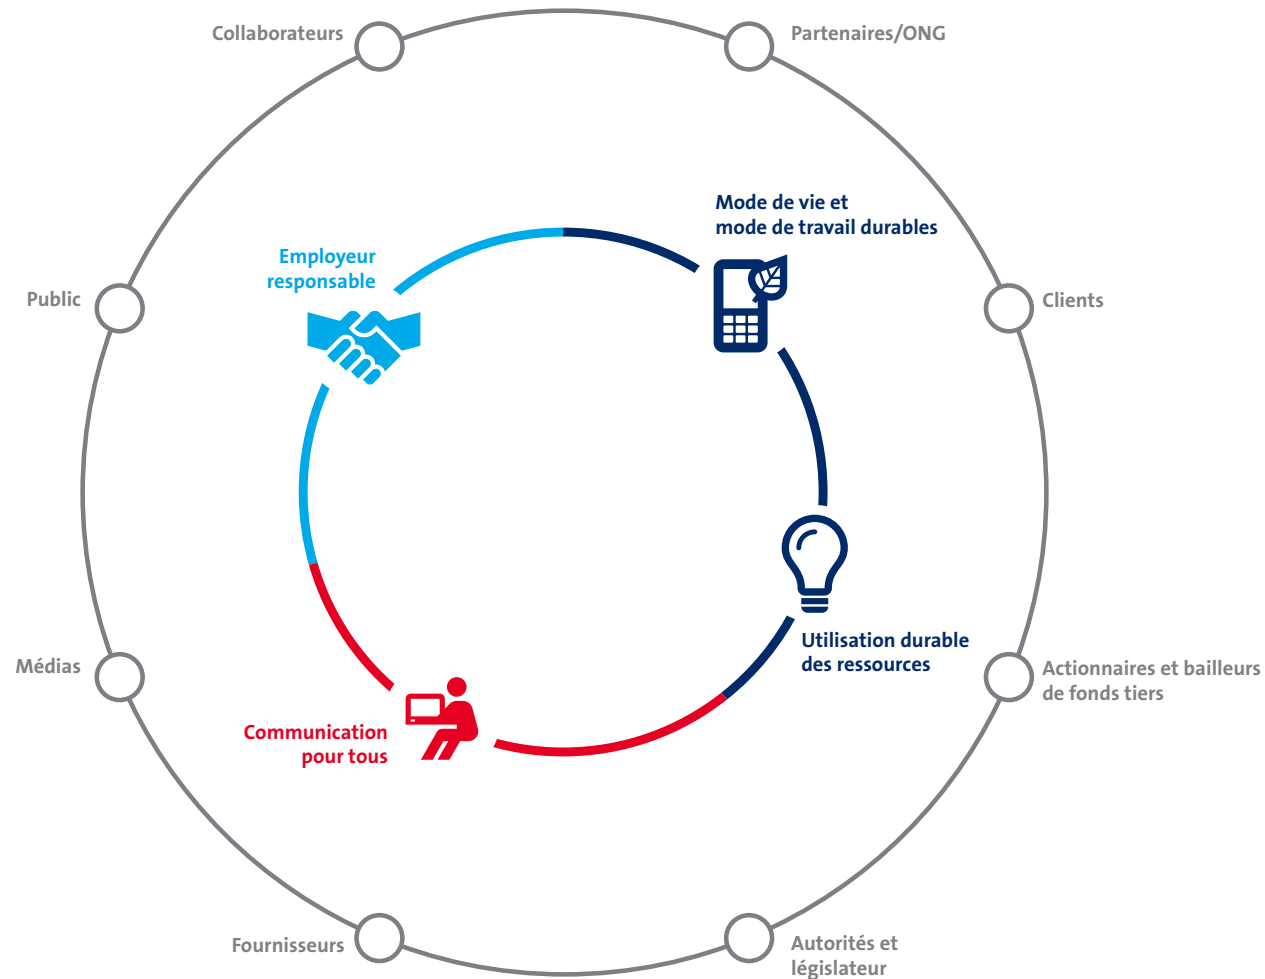 Collaborateurs
Partenaires/ONG
Mode de vie et
mode de travail durables
Employeur
responsable
Public
Clients
Utilisation durable
des ressources
Médias
Actionnaires et bailleurs
de fonds tiers
Communication
pour tous
Fournisseurs
Autorités et
législateur